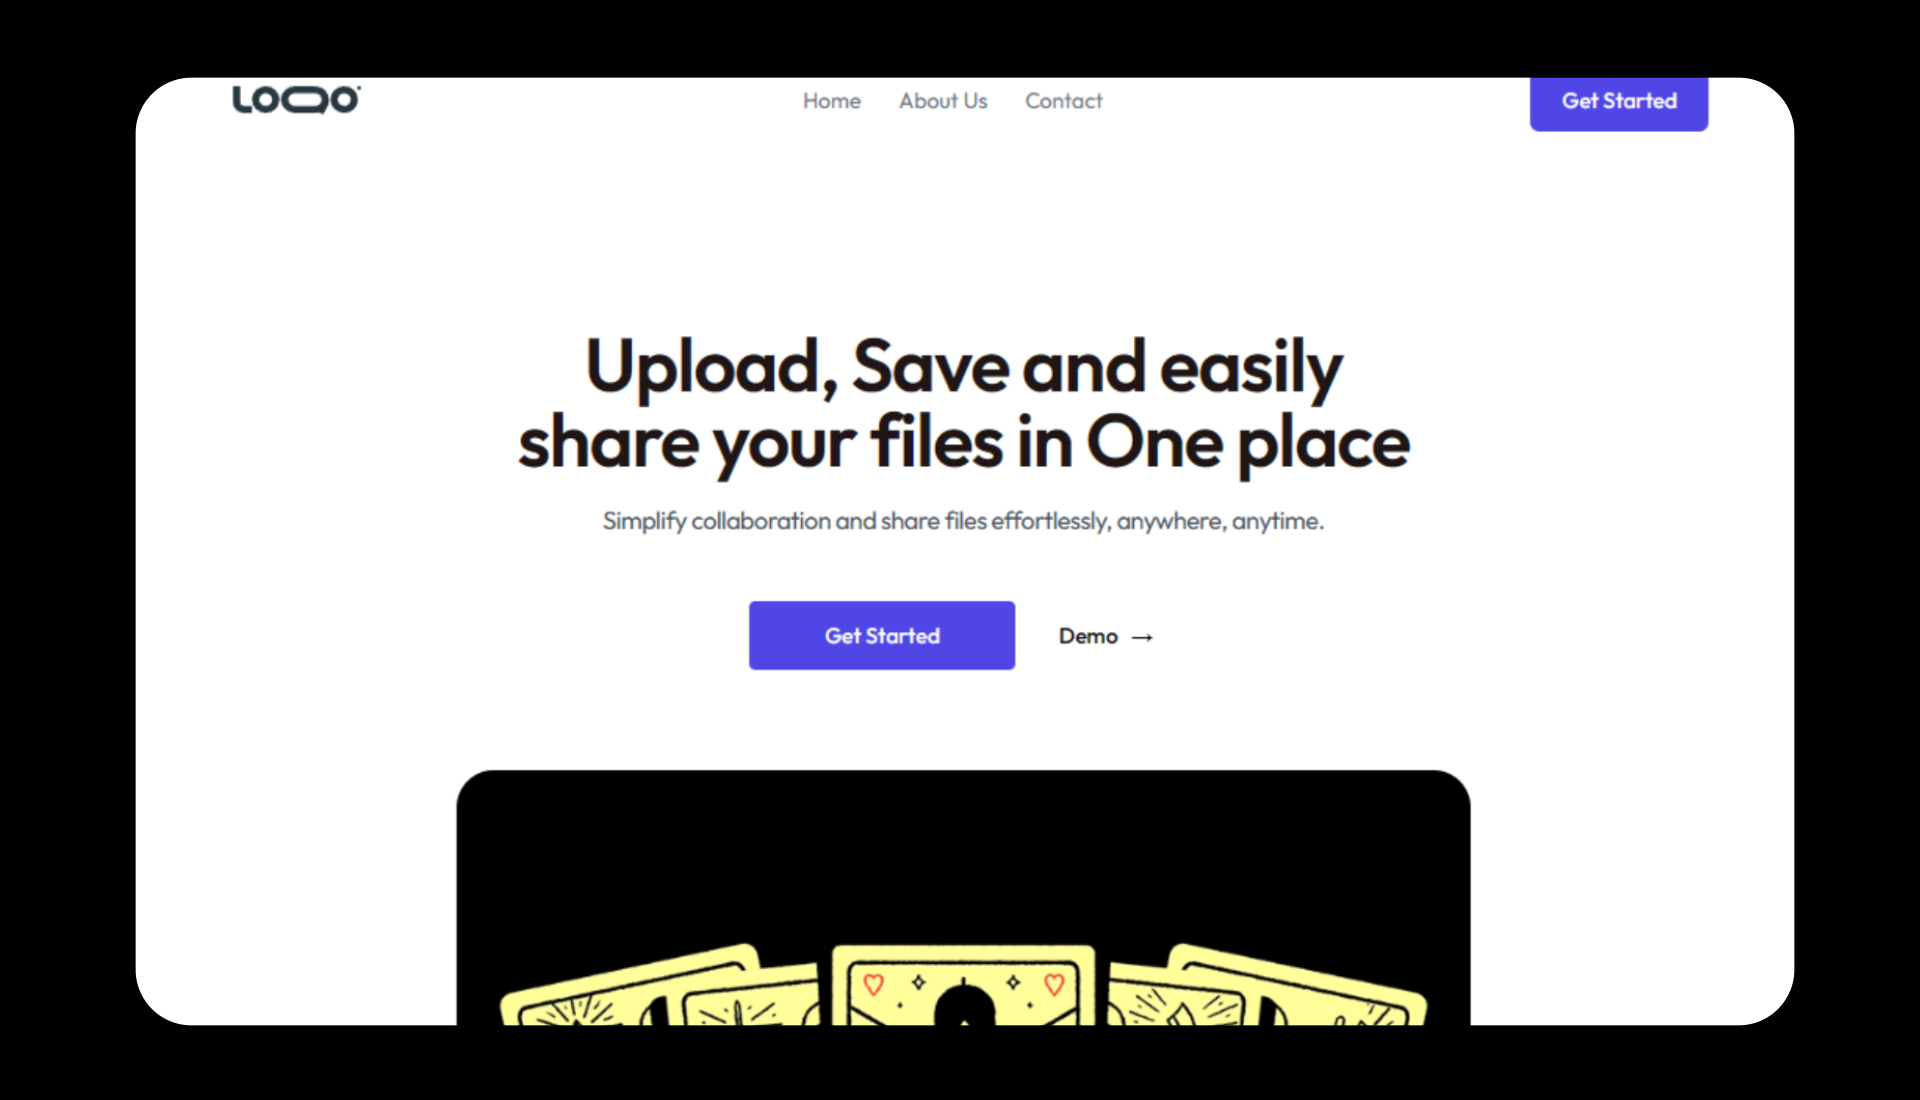 LOGO
Home About Us Contact
Get Started
Upload, Save and easily
share your files in One place
Simplify collaboration and share files effortlessly, anywhere, anytime.
Get Started
Demo →